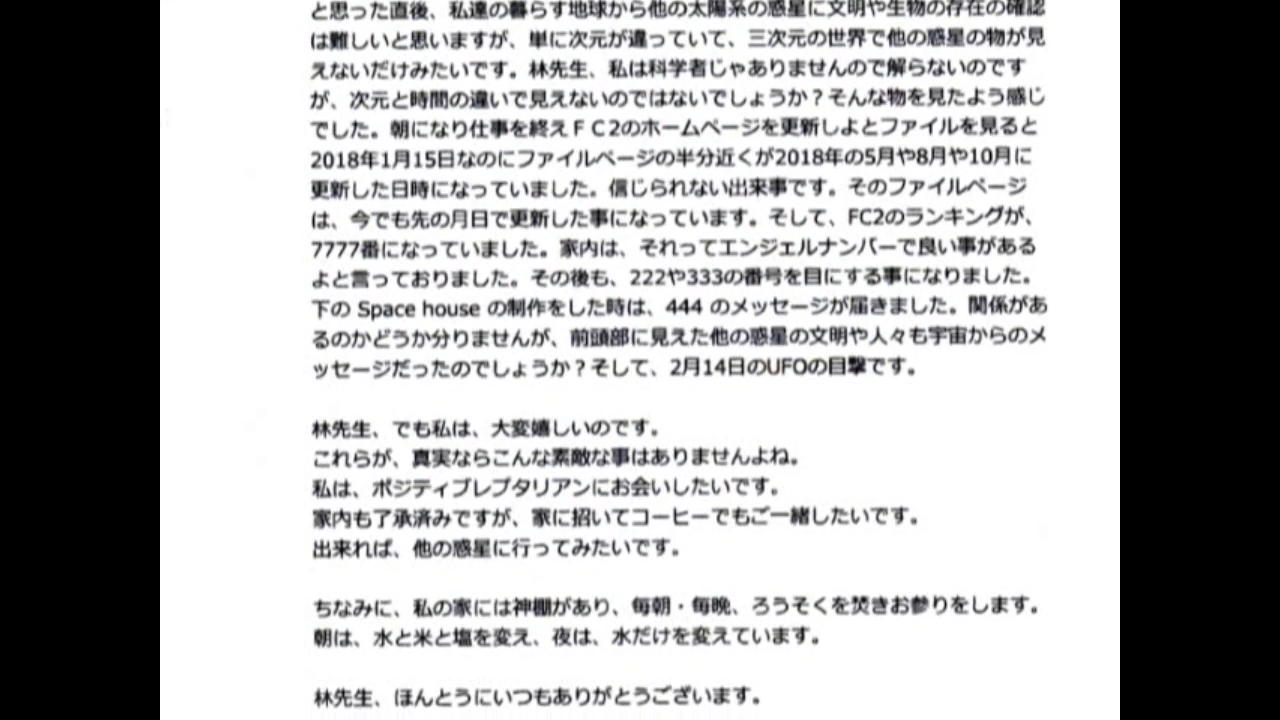 と思った直後、私達の暮らす地球から他の太陽系の惑星に文明や生物の存在の確認
は難しいと思いますが、単に次元が違っていて、三次元の世界で他の惑星の物が見
えないだけみたいです。林先生、私は科学者じゃありませんので解らないのです
が、次元と時間の違いで見えないのではないでしょうか？そんな物を見たよう感じ
でした。朝になり仕事を終えＦＣ2のホームページを更新しよとファイルを見ると
2018年1月15日なのにファイルページの半分近くが2018年の5月や8月や10月に
更新した日時になっていました。信じられない出来事です。そのファイルページ
は、今でも先の月日で更新した事になっています。そして、FC2のランキングが、
7777番になっていました。家内は、それってエンジェルナンバーで良い事がある
よと言っておりました。その後も、222や333の番号を目にする事になりました。
下の Space house の制作をした時は、444 のメッセージが届きました。関係があ
るのかどうか分りませんが、前頭部に見えた他の惑星の文明や人々も宇宙からのメ
ッセージだったのでしょうか？そして、2月14日のUFOの目撃です。
林先生、でも私は、大変嬉しいのです。
これらが、真実ならこんな素敵な事はありませんよね。
私は、ポジティブレプタリアンにお会いしたいです。
家内も了承済みですが、家に招いてコーヒーでもご一緒したいです。
出来れば、他の惑星に行ってみたいです。
ちなみに、私の家には神棚があり、毎朝・毎晩、ろうそくを焚きお参りをします。
朝は、水と米と塩を変え、夜は、水だけを変えています。
林先生、ほんとうにいつもありがとうございます。